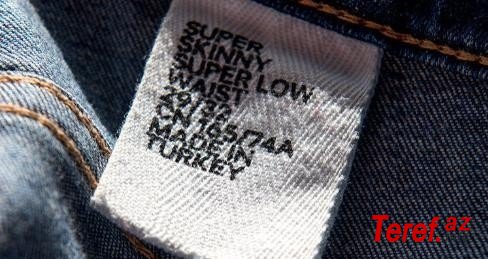 SUPER
SKINNY
SUPER LOW
WAIST
CN 165/74A
MADE IN
TURKEY
Teref.az